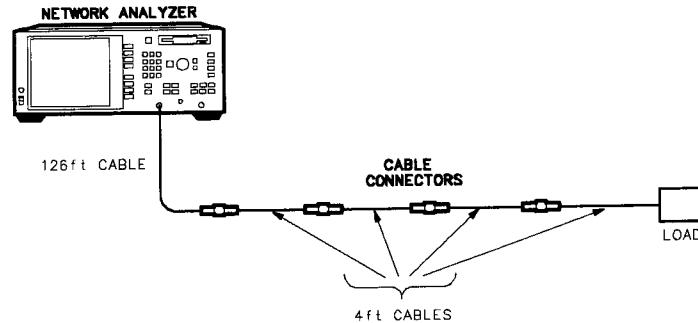 NETWORK ANALYZER
126ft CABLE
CABLE
CONNECTORS
LOAD
4ft CABLES